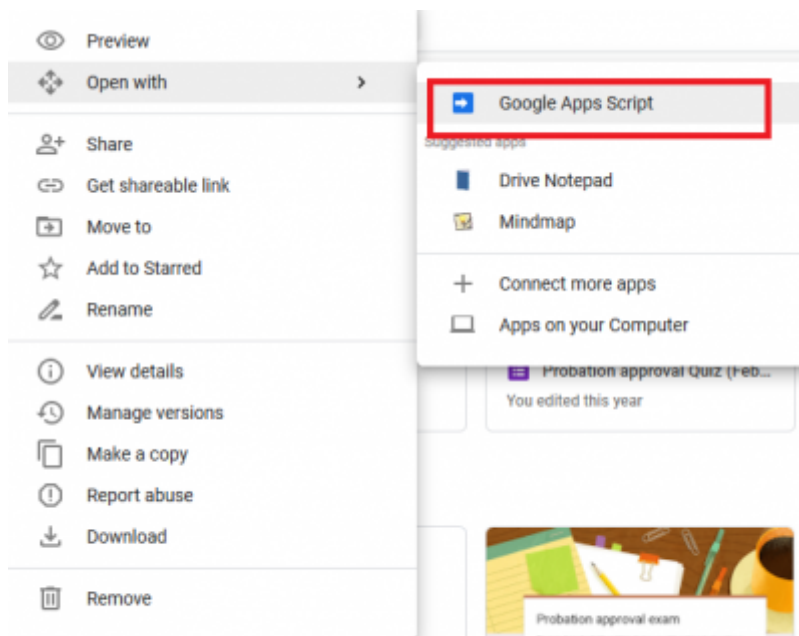 Preview
Open with
Share
Get shareable link
Move to
Add to Starred
Rename
View details
Manage versions
Make a copy
Report abuse
Download
Remove
Google Apps Script
Suggested apps
Drive Notepad
Mindmap
Connect more apps
Apps on your Computer
Probation approval Quiz (Feb...
You edited this year
Probation approval exam